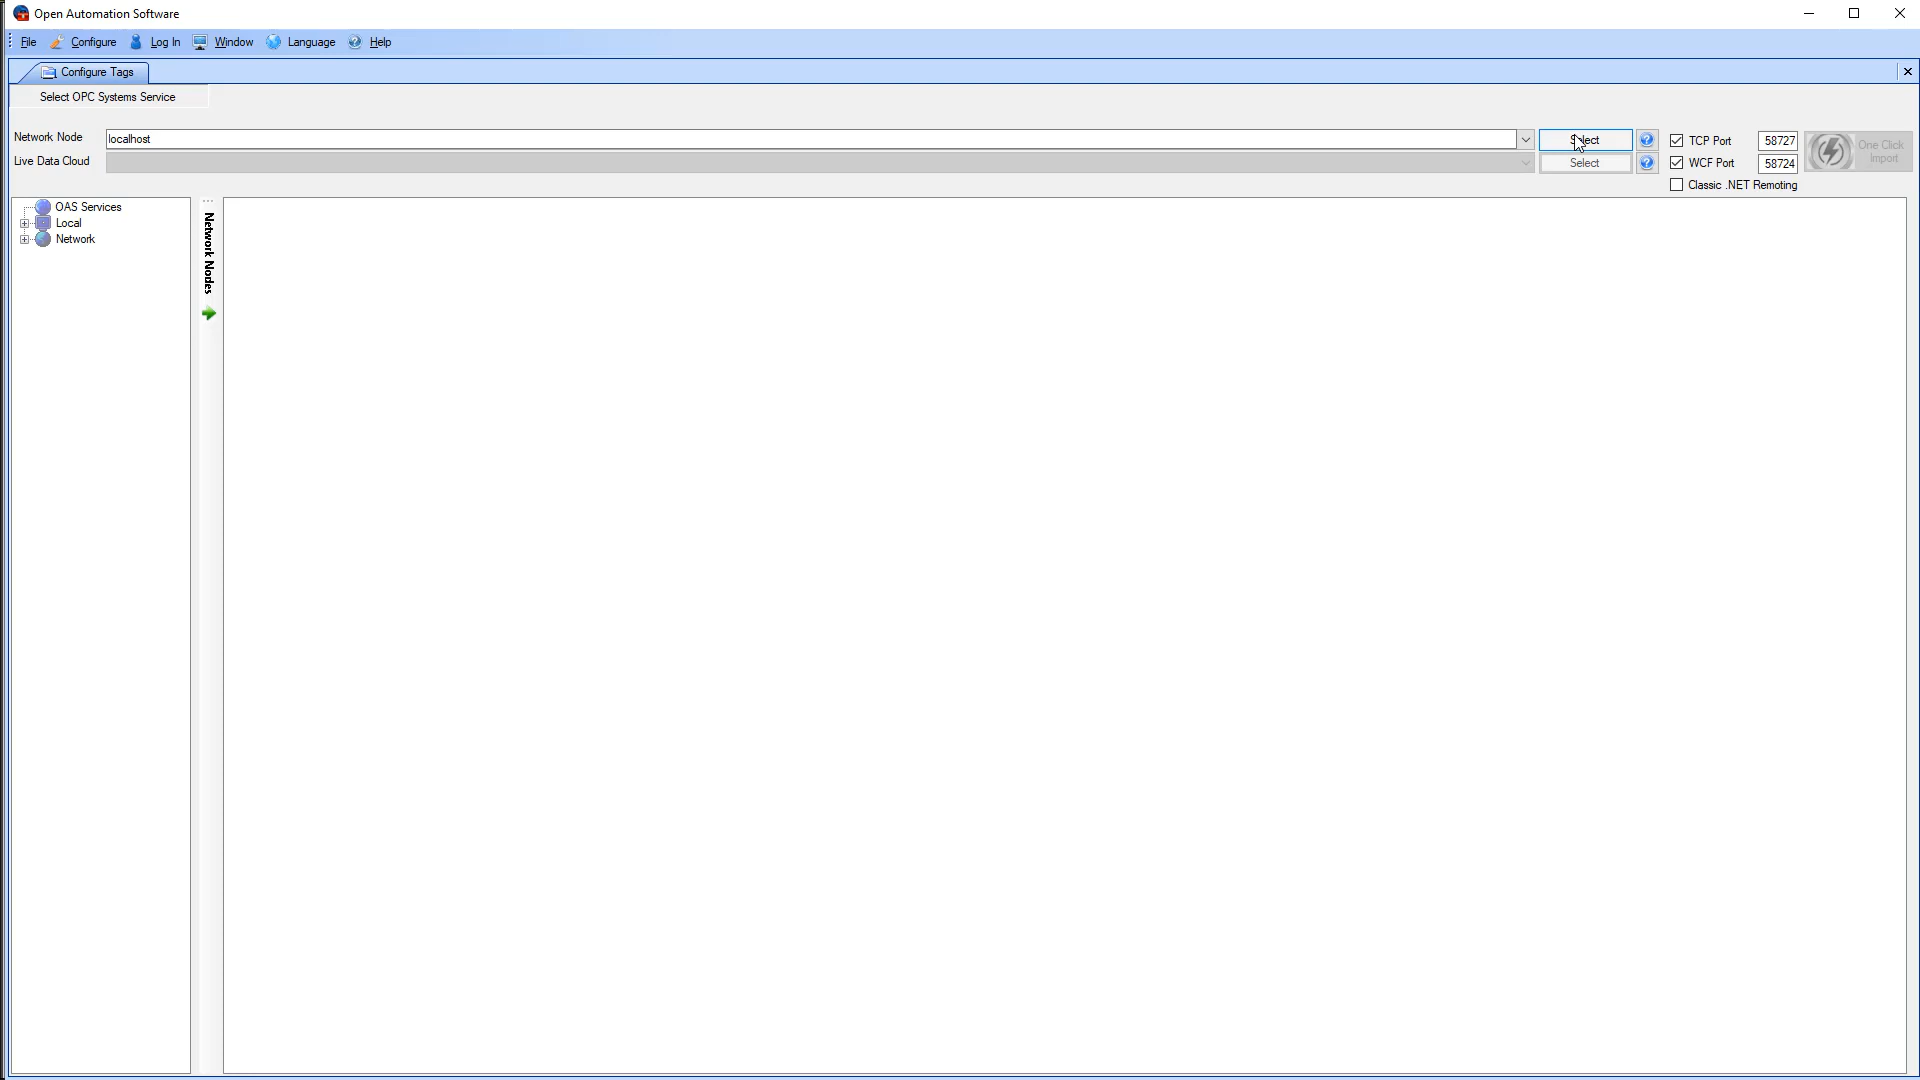 Open Automation Software
File Configure Log In Window Language Help
Configure Tags
Select OPC Systems Service
Network Node localhost Select TCP Port 58727
Live Data Cloud Select WCF Port 58724
One Click
Import
Classic .NET Remoting
OAS Services
Local
Network
Network Nodes